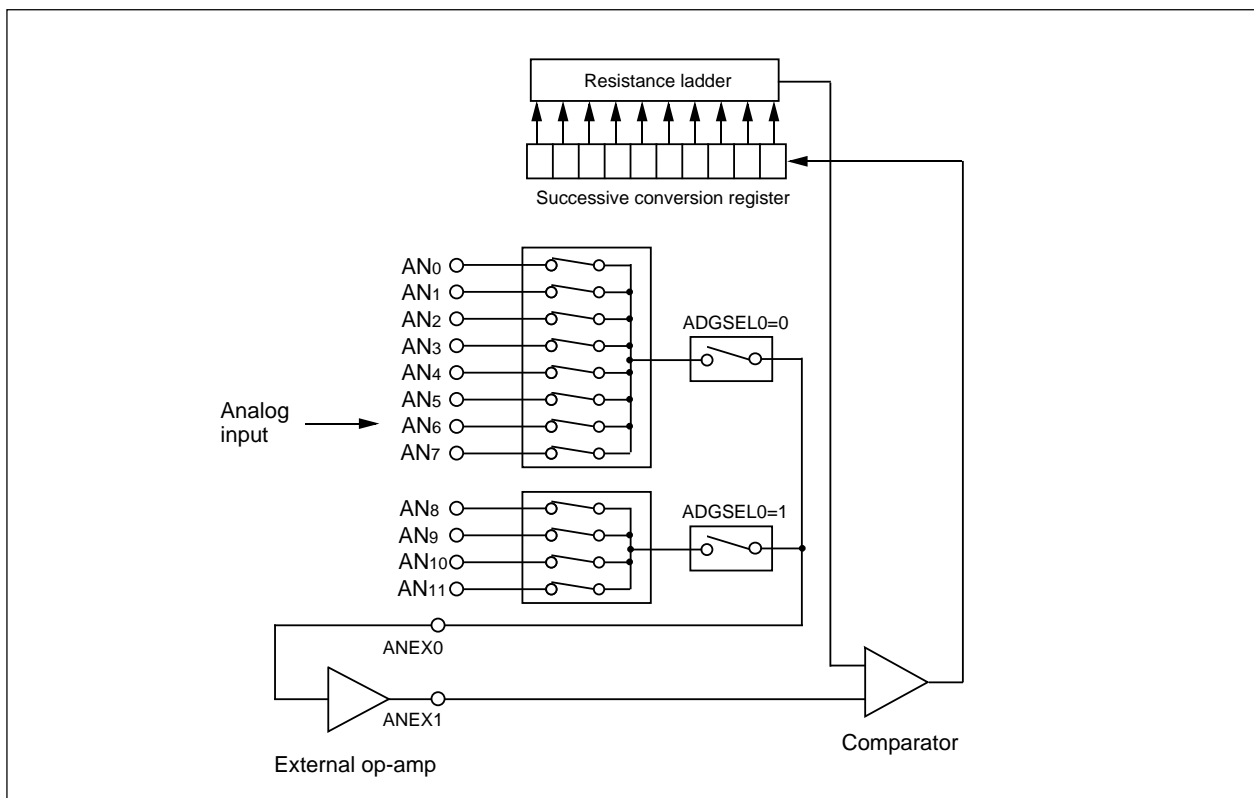 Resistance ladder
Successive conversion register
AN0
AN1
AN2
AN3
AN4
AN5
AN6
AN7
ADGSEL0=0
Analog
input
AN8
AN9
AN10
AN11
ADGSEL0=1
ANEX0
ANEX1
External op-amp
Comparator